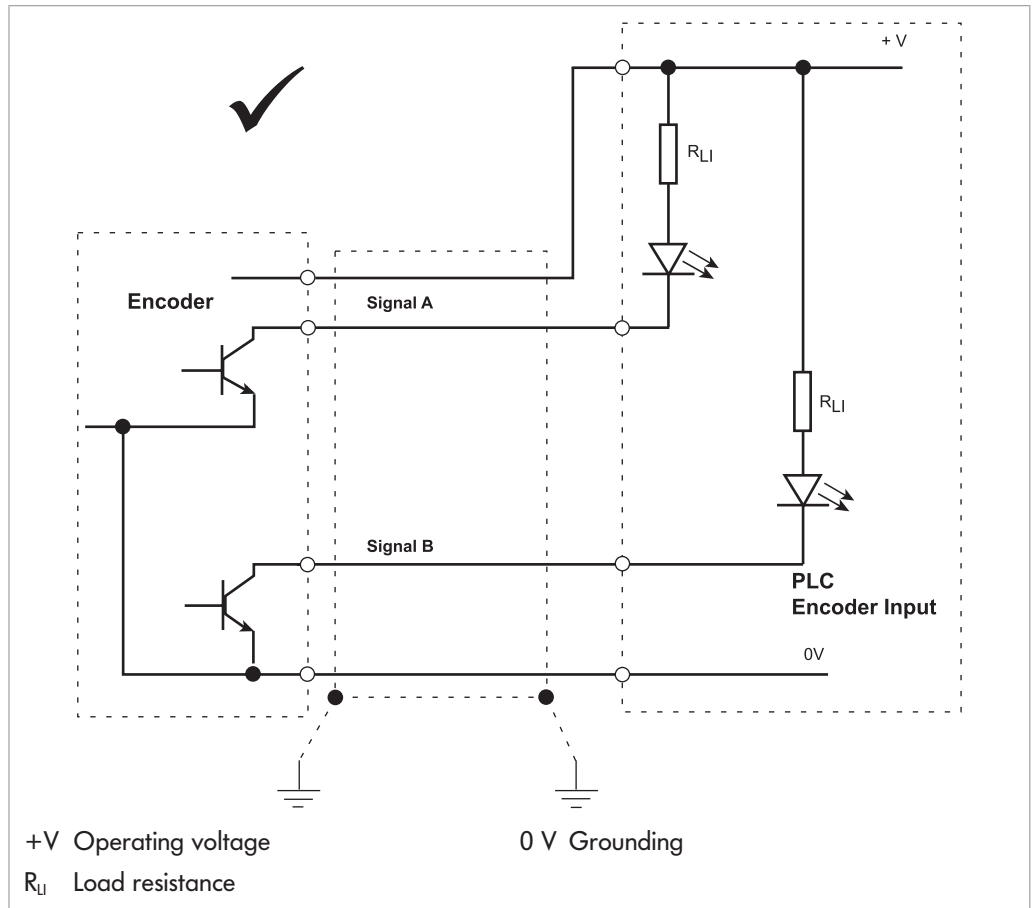 + V
R_LI
Encoder
Signal A
R_LI
Signal B
PLC
Encoder Input
0V
+V Operating voltage
0 V Grounding
R_LI Load resistance